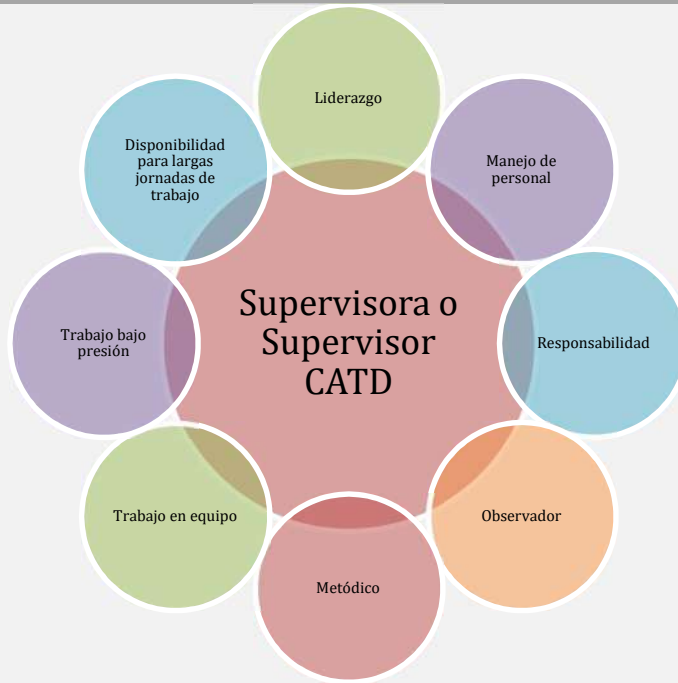 Liderazgo
Manejo de
personal
Responsabilidad
Observador
Metódico
Trabajo en equipo
Trabajo bajo
presión
Disponibilidad
para largas
jornadas de
trabajo
Supervisora o
Supervisor
CATD